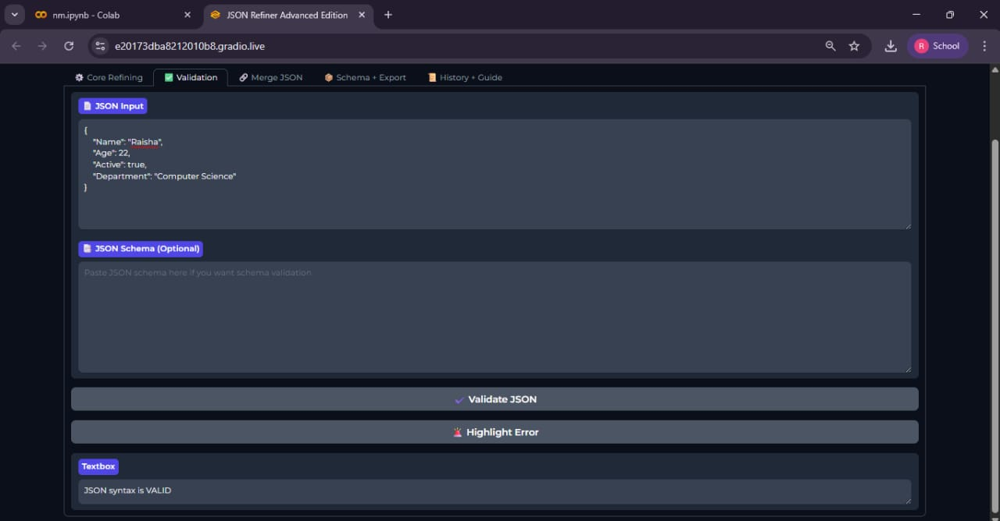 nm.ipynb - Colab
JSON Refiner Advanced Edition
e20173dba8212010b8.gradio.live
R School
Core Refining
Validation
Merge JSON
Schema + Export
History + Guide
JSON Input
{
"Name": "Raisha",
"Age": 22,
"Active": true,
"Department": "Computer Science"
}
JSON Schema (Optional)
Paste JSON schema here if you want schema validation
Validate JSON
Highlight Error
Textbox
JSON syntax is VALID